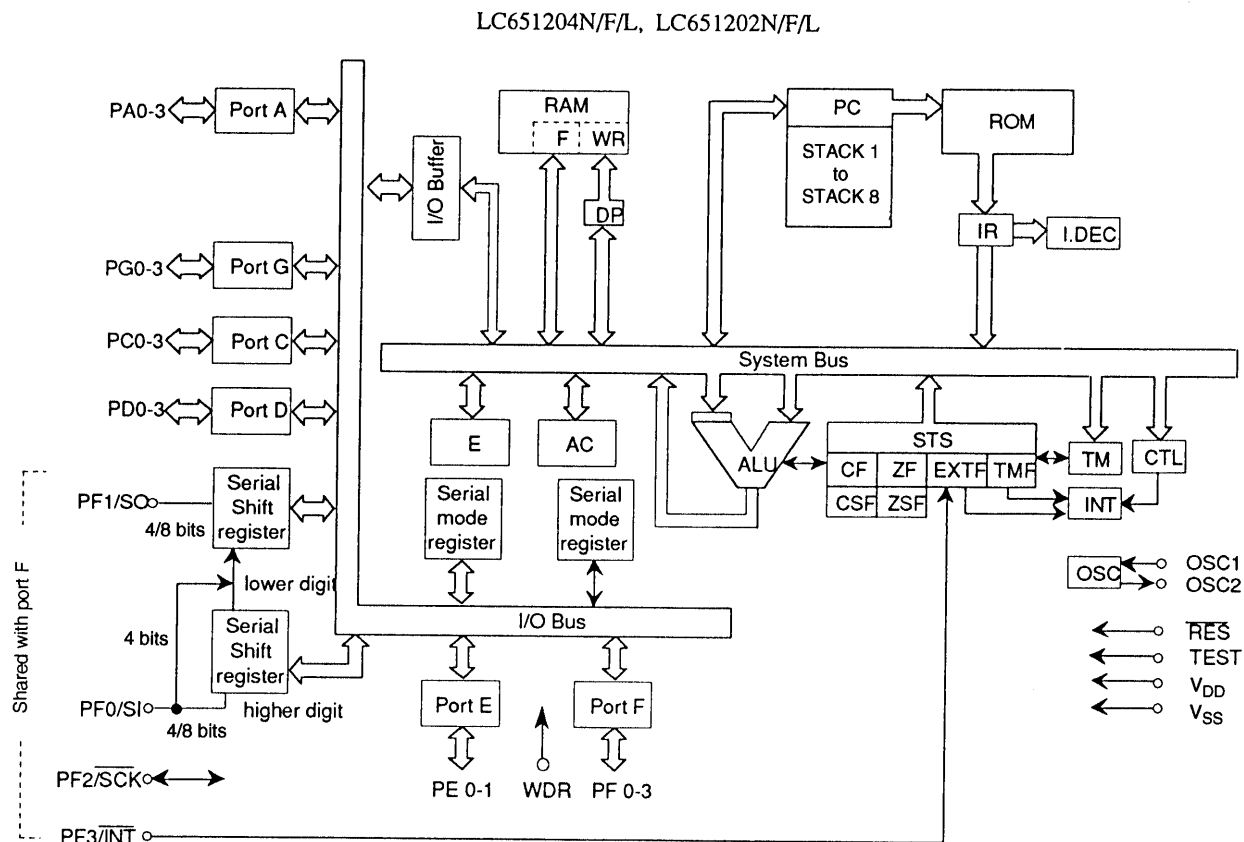 LC651204N/F/L, LC651202N/F/L
PA0-3
Port A
I/O Buffer
RAM
F
WR
DP
PC
STACK 1
to
STACK 8
ROM
IR
I.DEC
PG0-3
Port G
PC0-3
Port C
PD0-3
Port D
System Bus
E
AC
ALU
STS
CF
ZF
EXTF
TMF
CSF
ZSF
TM
CTL
INT
Shared with port F
PF1/SO
4/8 bits
Serial
Shift
register
lower digit
Serial
mode
register
Serial
mode
register
OSC
OSC1
OSC2
4 bits
Serial
Shift
register
higher digit
PF0/SI
4/8 bits
I/O Bus
RES
TEST
VDD
VSS
Port E
Port F
PF2/SCK
PE 0-1
WDR
PF 0-3
PF3/INT